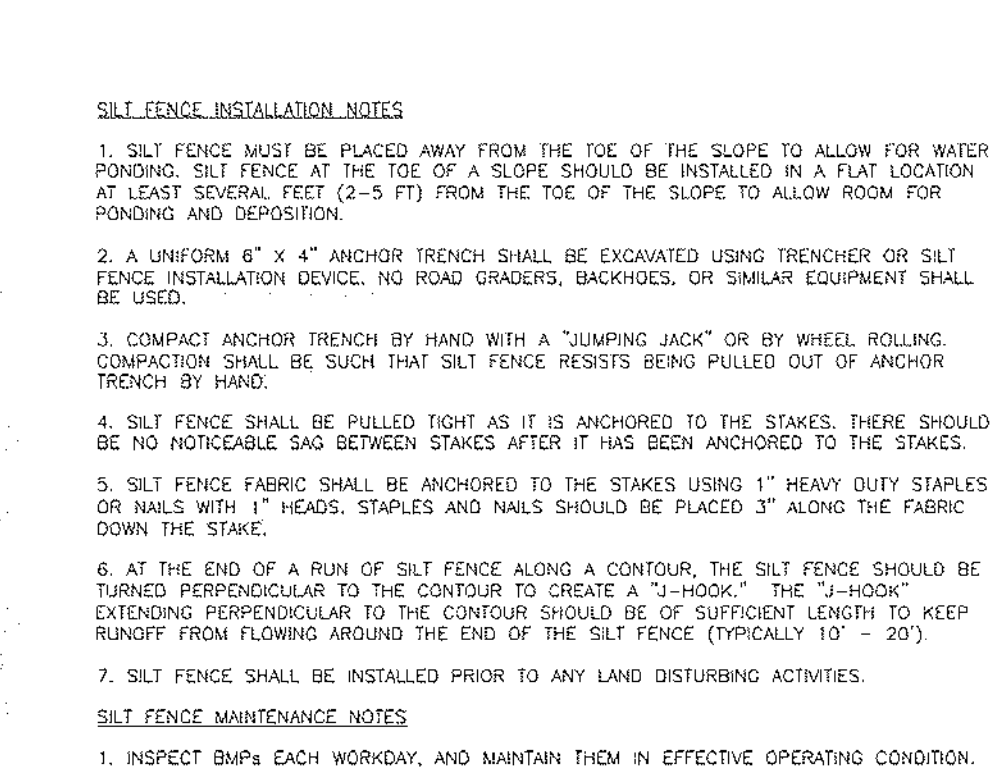 SILT FENCE INSTALLATION NOTES
1. SILT FENCE MUST BE PLACED AWAY FROM THE TOE OF THE SLOPE TO ALLOW FOR WATER
PONDING. SILT FENCE AT THE TOE OF A SLOPE SHOULD BE INSTALLED IN A FLAT LOCATION
AT LEAST SEVERAL FEET (2-5 FT) FROM THE TOE OF THE SLOPE TO ALLOW ROOM FOR
PONDING AND DEPOSITION.
2. A UNIFORM 6" X 4" ANCHOR TRENCH SHALL BE EXCAVATED USING TRENCHER OR SILT
FENCE INSTALLATION DEVICE. NO ROAD GRADERS, BACKHOES, OR SIMILAR EQUIPMENT SHALL
BE USED.
3. COMPACT ANCHOR TRENCH BY HAND WITH A "JUMPING JACK" OR BY WHEEL ROLLING.
COMPACTION SHALL BE SUCH THAT SILT FENCE RESISTS BEING PULLED OUT OF ANCHOR
TRENCH BY HAND.
4. SILT FENCE SHALL BE PULLED TIGHT AS IT IS ANCHORED TO THE STAKES. THERE SHOULD
BE NO NOTICEABLE SAG BETWEEN STAKES AFTER IT HAS BEEN ANCHORED TO THE STAKES.
5. SILT FENCE FABRIC SHALL BE ANCHORED TO THE STAKES USING 1" HEAVY DUTY STAPLES
OR NAILS WITH 1" HEADS. STAPLES AND NAILS SHOULD BE PLACED 3" ALONG THE FABRIC
DOWN THE STAKE.
6. AT THE END OF A RUN OF SILT FENCE ALONG A CONTOUR, THE SILT FENCE SHOULD BE
TURNED PERPENDICULAR TO THE CONTOUR TO CREATE A "J-HOOK." THE "J-HOOK"
EXTENDING PERPENDICULAR TO THE CONTOUR SHOULD BE OF SUFFICIENT LENGTH TO KEEP
RUNOFF FROM FLOWING AROUND THE END OF THE SILT FENCE (TYPICALLY 10' - 20').
7. SILT FENCE SHALL BE INSTALLED PRIOR TO ANY LAND DISTURBING ACTIVITIES.
SILT FENCE MAINTENANCE NOTES
1. INSPECT BMPs EACH WORKDAY, AND MAINTAIN THEM IN EFFECTIVE OPERATING CONDITION.